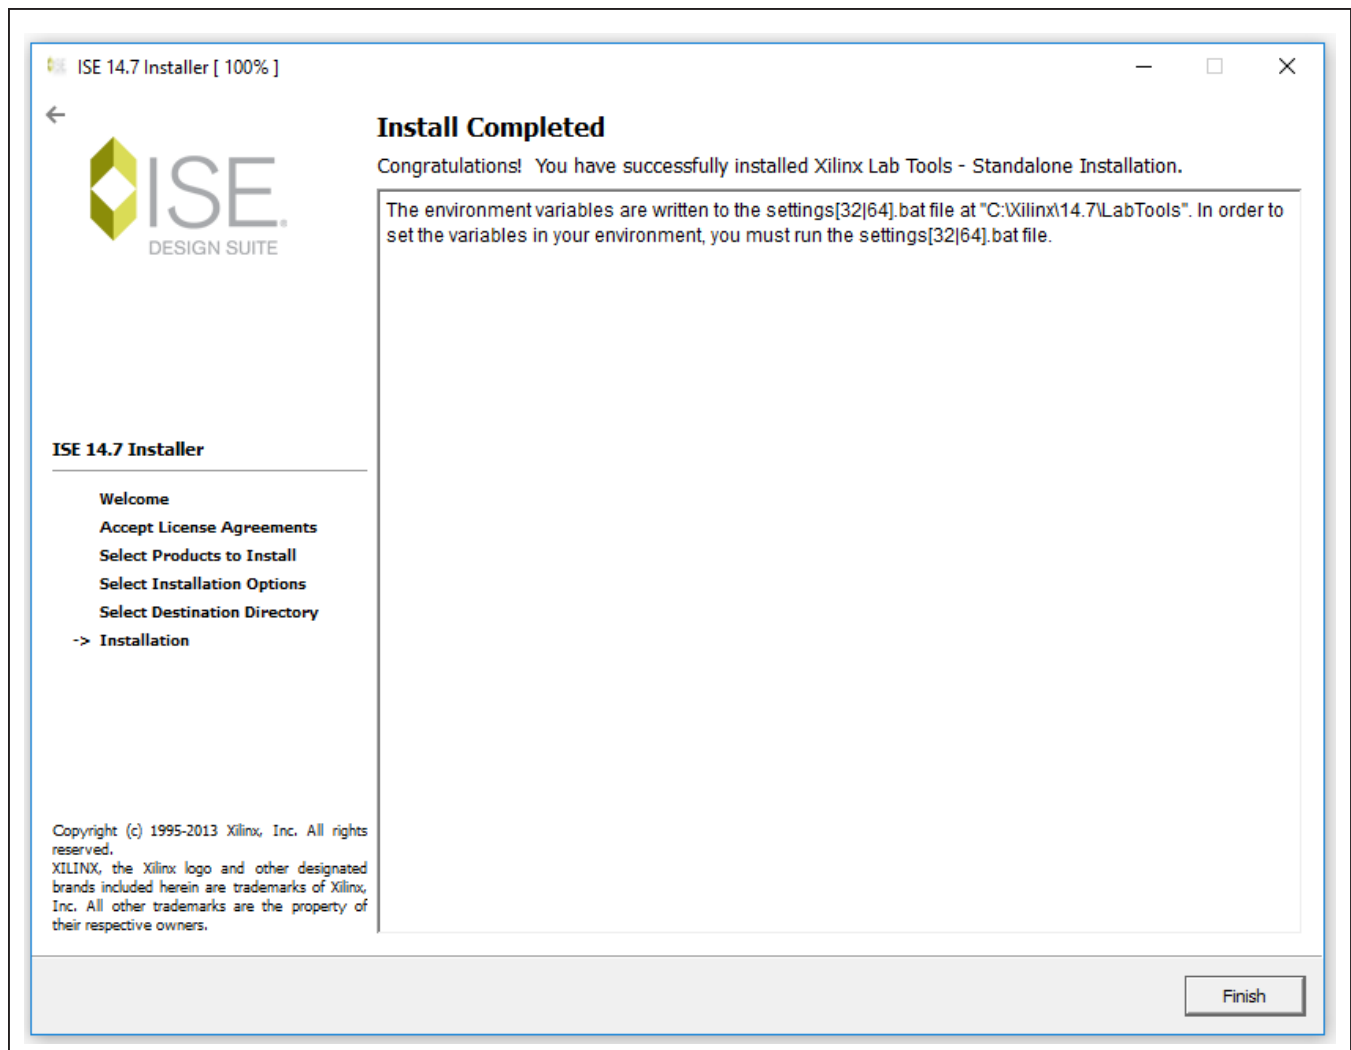 ISE 14.7 Installer [ 100% ]
ISE.
DESIGN SUITE
Install Completed
Congratulations!  You have successfully installed Xilinx Lab Tools - Standalone Installation.
The environment variables are written to the settings[32|64].bat file at "C:\Xilinx\14.7\LabTools". In order to
set the variables in your environment, you must run the settings[32|64].bat file.
ISE 14.7 Installer
Welcome
Accept License Agreements
Select Products to Install
Select Installation Options
Select Destination Directory
-> Installation
Copyright (c) 1995-2013 Xilinx, Inc. All rights
reserved.
XILINX, the Xilinx logo and other designated
brands included herein are trademarks of Xilinx,
Inc. All other trademarks are the property of
their respective owners.
Finish